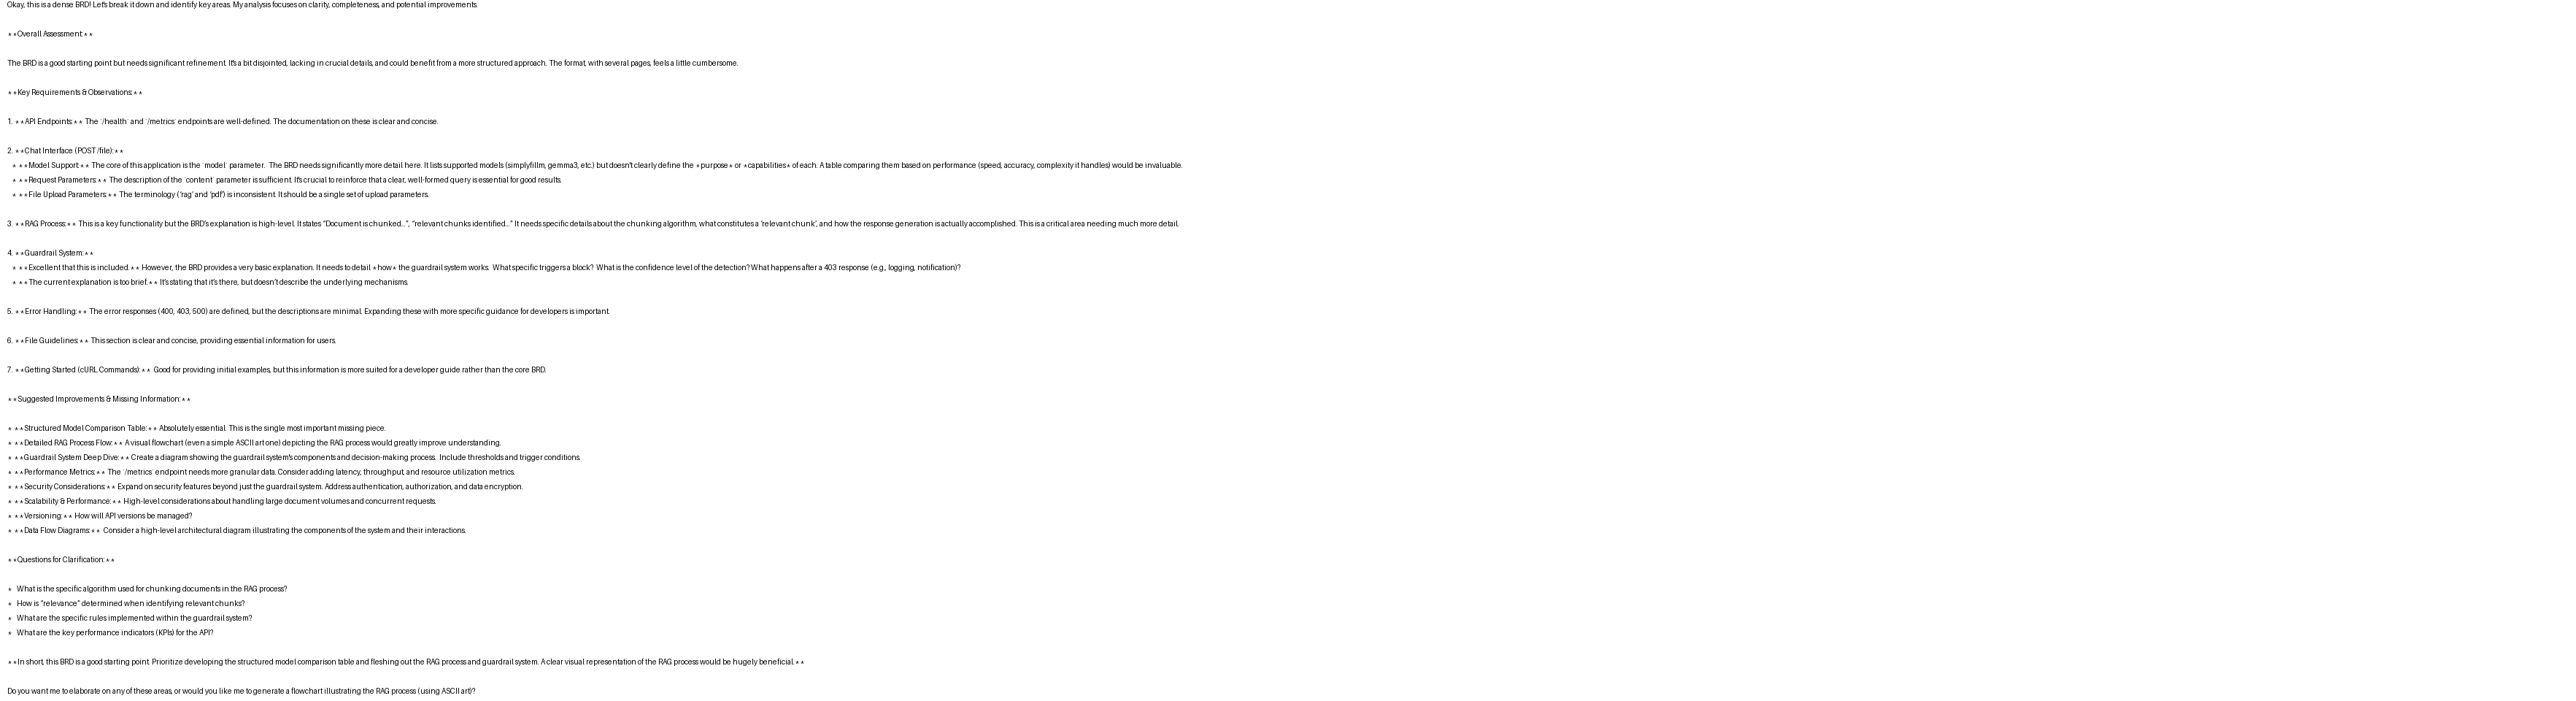 Okay, this is a dense BRD! Let's break it down and identify key areas. My analysis focuses on clarity, completeness, and potential improvements.
**Overall Assessment:**
The BRD is a good starting point but needs significant refinement. It's a bit disjointed, lacking in crucial details, and could benefit from a more structured approach. The format, with several pages, feels a little cumbersome.
**Key Requirements & Observations:**
1. **API Endpoints:** The `/health` and `/metrics` endpoints are well-defined. The documentation on these is clear and concise.
2. **Chat Interface (POST /file):**
* **Model Support:** The core of this application is the `model` parameter. The BRD needs significantly more detail here. It lists supported models (simplyfillm, gemma3, etc.) but doesn't clearly define the *purpose* or *capabilities* of each. A table comparing them based on performance (speed, accuracy, complexity it handles) would be invaluable.
* **Request Parameters:** The description of the `content` parameter is sufficient. It's crucial to reinforce that a clear, well-formed query is essential for good results.
* **File Upload Parameters:** The terminology ('rag' and 'pdf') is inconsistent. It should be a single set of upload parameters.
3. **RAG Process:** This is a key functionality but the BRD's explanation is high-level. It states "Document is chunked...", "relevant chunks identified..." It needs specific details about the chunking algorithm, what constitutes a 'relevant chunk', and how the response generation is actually accomplished. This is a critical area needing much more detail.
4. **Guardrail System:**
* **Excellent that this is included.** However, the BRD provides a very basic explanation. It needs to detail *how* the guardrail system works. What specific triggers a block? What is the confidence level of the detection? What happens after a 403 response (e.g., logging, notification)?
* **The current explanation is too brief.** It's stating that it's there, but doesn't describe the underlying mechanisms.
5. **Error Handling:** The error responses (400, 403, 500) are defined, but the descriptions are minimal. Expanding these with more specific guidance for developers is important.
6. **File Guidelines:** This section is clear and concise, providing essential information for users.
7. **Getting Started (cURL Commands):** Good for providing initial examples, but this information is more suited for a developer guide rather than the core BRD.
**Suggested Improvements & Missing Information:**
* **Structured Model Comparison Table:** Absolutely essential. This is the single most important missing piece.
* **Detailed RAG Process Flow:** A visual flowchart (even a simple ASCII art one) depicting the RAG process would greatly improve understanding.
* **Guardrail System Deep Dive:** Create a diagram showing the guardrail system's components and decision-making process. Include thresholds and trigger conditions.
* **Performance Metrics:** The `/metrics` endpoint needs more granular data. Consider adding latency, throughput, and resource utilization metrics.
* **Security Considerations:** Expand on security features beyond just the guardrail system. Address authentication, authorization, and data encryption.
* **Scalability & Performance:** High-level considerations about handling large document volumes and concurrent requests.
* **Versioning:** How will API versions be managed?
* **Data Flow Diagrams:** Consider a high-level architectural diagram illustrating the components of the system and their interactions.
**Questions for Clarification:**
* What is the specific algorithm used for chunking documents in the RAG process?
* How is "relevance" determined when identifying relevant chunks?
* What are the specific rules implemented within the guardrail system?
* What are the key performance indicators (KPIs) for the API?
**In short, this BRD is a good starting point. Prioritize developing the structured model comparison table and fleshing out the RAG process and guardrail system. A clear visual representation of the RAG process would be hugely beneficial.**
Do you want me to elaborate on any of these areas, or would you like me to generate a flowchart illustrating the RAG process (using ASCII art)?